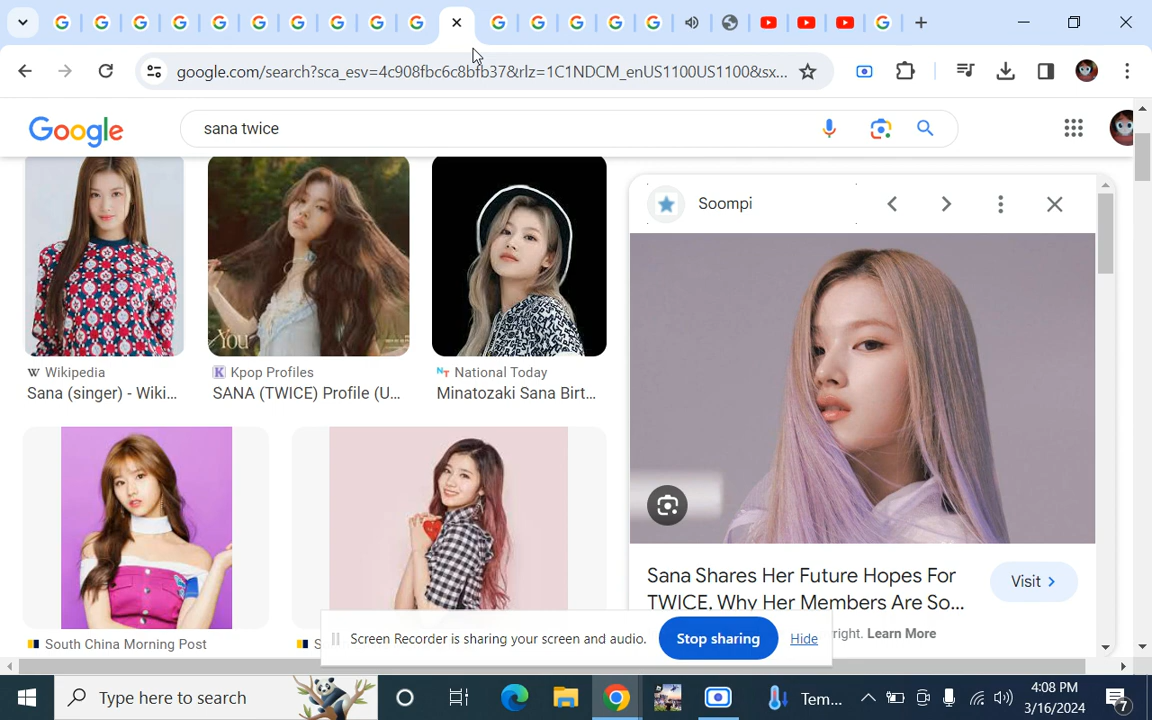 google.com/search?sca_esv=4c908fbc6c8bfb37&rlz=1C1NDCM_enUS1100US1100&sx...
Google
sana twice
You
W Wikipedia
Sana (singer) - Wiki...
K Kpop Profiles
SANA (TWICE) Profile (U...
NT National Today
Minatozaki Sana Birt...
South China Morning Post
S
Soompi
Sana Shares Her Future Hopes For
TWICE, Why Her Members Are So...
Visit
right. Learn More
Screen Recorder is sharing your screen and audio.
Stop sharing
Hide
Type here to search
Tem...
4:08 PM
3/16/2024
7